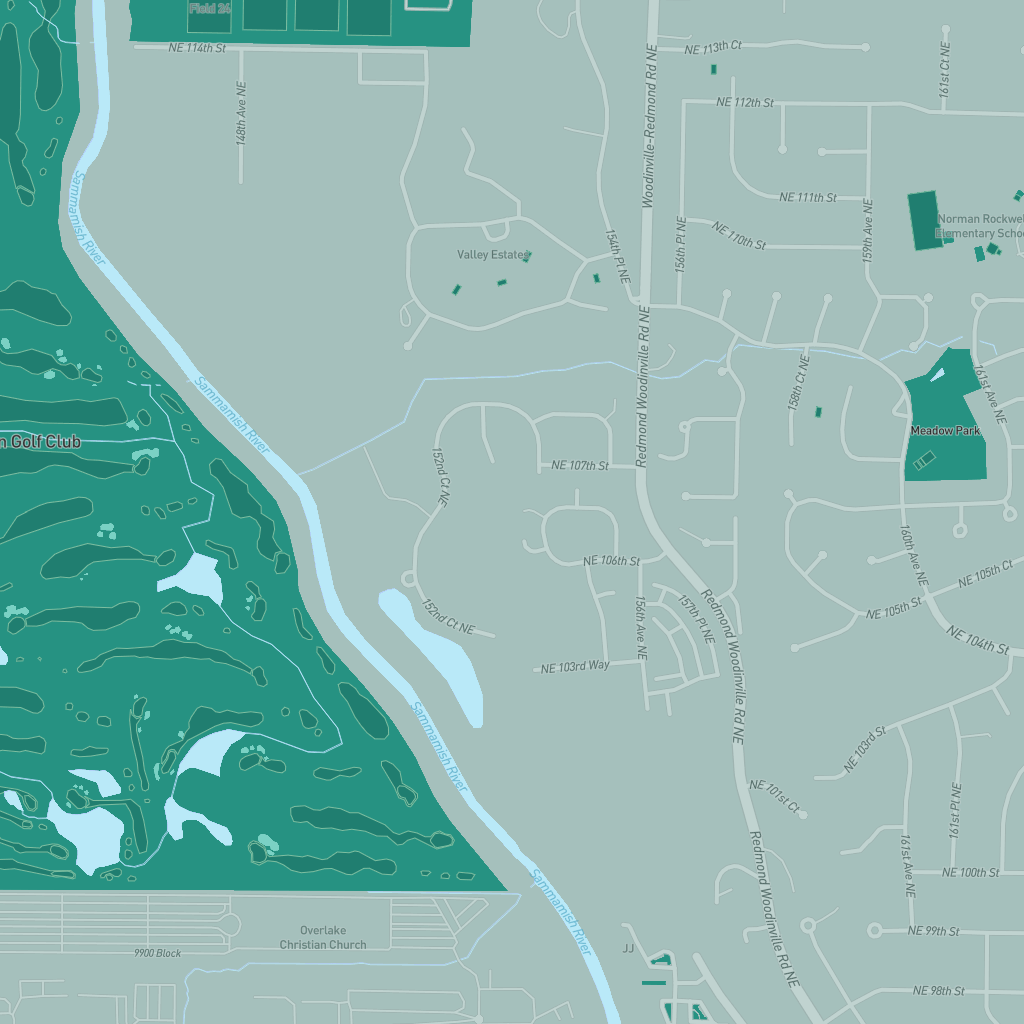 Field 24
NE 114th St
148th Ave NE
Woodinville-Redmond Rd NE
NE 113th Ct
161st Ct NE
NE 112th St
NE 111th St
NE 110th St
159th Ave NE
156th Pl NE
154th Pl NE
Norman Rockwel
Elementary Schoo
Valley Estates
Sammamish River
Redmond Woodinville Rd NE
158th Ct NE
161st Ave NE
Meadow Park
Sammamish River
n Golf Club
152nd Ct NE
NE 107th St
NE 106th St
160th Ave NE
NE 105th Ct
NE 105th St
NE 104th St
152nd Ct NE
156th Ave NE
157th Pl NE
Redmond Woodinville Rd NE
NE 103rd Way
Sammamish River
NE 103rd St
NE 101st Ct
161st Pl NE
161st Ave NE
NE 100th St
Redmond Woodinville Rd NE
Sammamish River
NE 99th St
Overlake
Christian Church
9900 Block
JJ
NE 98th St